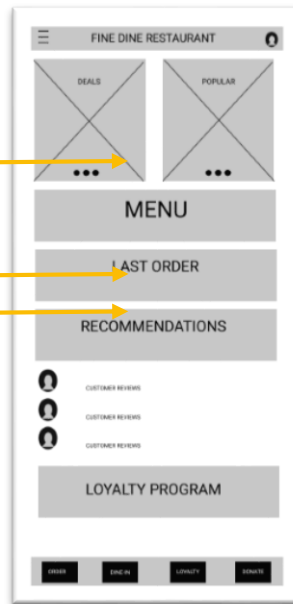 FINE DINE RESTAURANT
DEALS
POPULAR
MENU
LAST ORDER
RECOMMENDATIONS
CUSTOMER REVIEWS
CUSTOMER REVIEWS
CUSTOMER REVIEWS
LOYALTY PROGRAM
ORDER
DINE IN
LOYALTY
DONATE